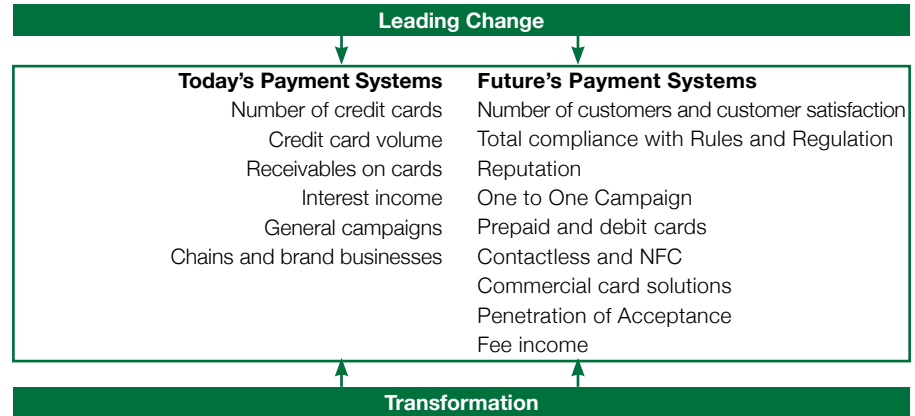 Leading Change
Today’s Payment Systems
Number of credit cards
Credit card volume
Receivables on cards
Interest income
General campaigns
Chains and brand businesses
Future’s Payment Systems
Number of customers and customer satisfaction
Total compliance with Rules and Regulation
Reputation
One to One Campaign
Prepaid and debit cards
Contactless and NFC
Commercial card solutions
Penetration of Acceptance
Fee income
Transformation